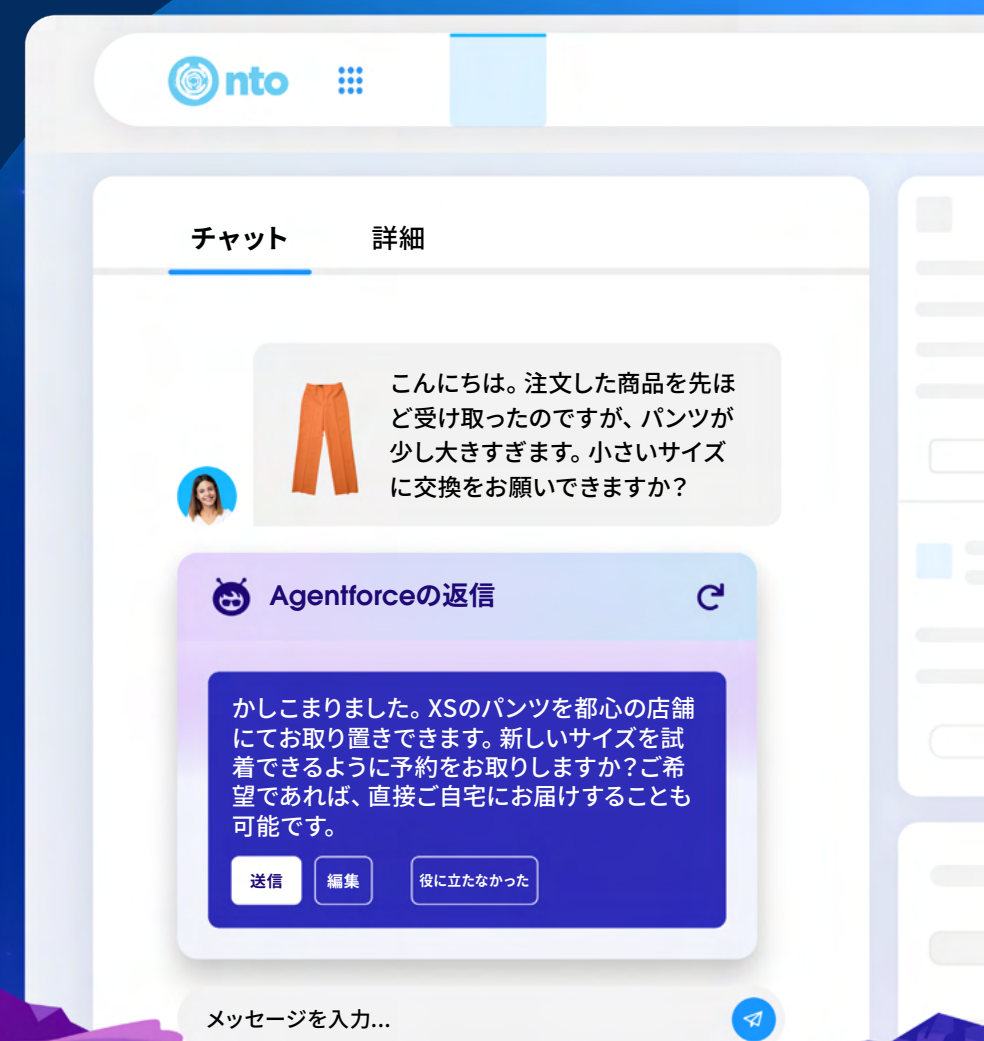 nto
チャット
詳細
こんにちは。注文した商品を先ほ
ど受け取ったのですが、パンツが
少し大きすぎます。小さいサイズ
に交換をお願いできますか？
Agentforceの返信
かしこまりました。XSのパンツを都心の店舗
にてお取り置きできます。新しいサイズを試
着できるように予約をお取りしますか？ご希
望であれば、直接ご自宅にお届けすることも
可能です。
送信
編集
役に立たなかった
メッセージを入力...